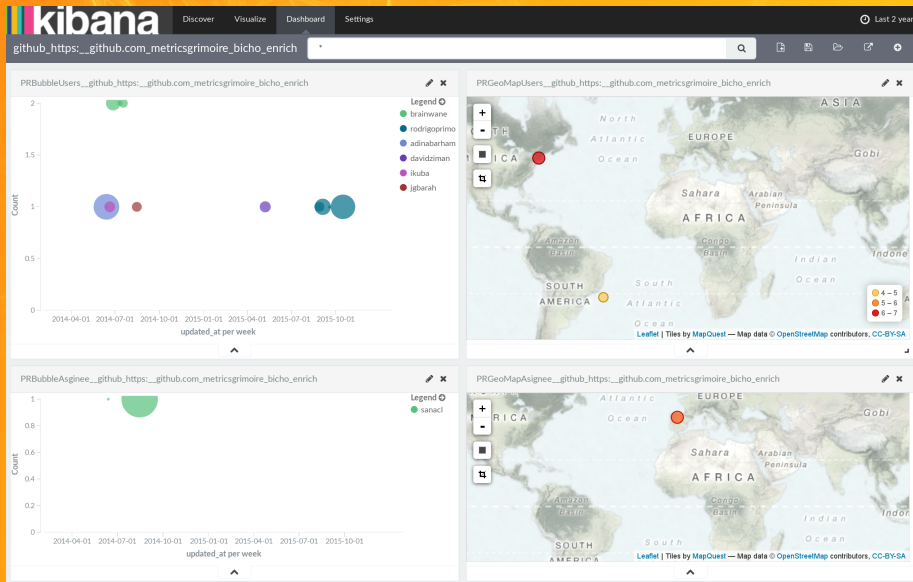 kibana
Discover Visualize Dashboard Settings
Last 2 year
github_https:__github.com_metricsgrimoire_bicho_enrich
*
PRBubbleUsers__github_https:__github.com_metricsgrimoire_bicho_enrich
Legend
brainwane
rodrigoprimo
adinabarham
davidziman
ikuba
jgbarah
2
1.5
1
0.5
0
Count
2014-04-01 2014-07-01 2014-10-01 2015-01-01 2015-04-01 2015-07-01 2015-10-01
updated_at per week
PRGeoMapUsers__github_https:__github.com_metricsgrimoire_bicho_enrich
+
-
ASIA
North
Atlantic
Ocean
EUROPE
Gobi
ICA
Sahara
Arabian
Peninsula
AFRICA
Amazon
Basin
Congo
Basin
Indian
Ocean
Indone
SOUTH
AMERICA
South
Atlantic
Ocean
4 – 5
5 – 6
6 – 7
Leaflet | Tiles by MapQuest — Map data © OpenStreetMap contributors, CC-BY-SA
PRBubbleAsginee__github_https:__github.com_metricsgrimoire_bicho_enrich
Legend
sanacl
1
0.8
0.6
0.4
0.2
0
Count
2014-04-01 2014-07-01 2014-10-01 2015-01-01 2015-04-01 2015-07-01 2015-10-01
updated_at per week
PRGeoMapAsignee__github_https:__github.com_metricsgrimoire_bicho_enrich
+
-
RICA
Atlantic
Ocean
EUROPE
Gobi
Sahara
Arabian
Peninsula
AFRICA
Amazon
Basin
Congo
Basin
Indian
Ocean
Indon
SOUTH
South
Leaflet | Tiles by MapQuest — Map data © OpenStreetMap contributors, CC-BY-SA